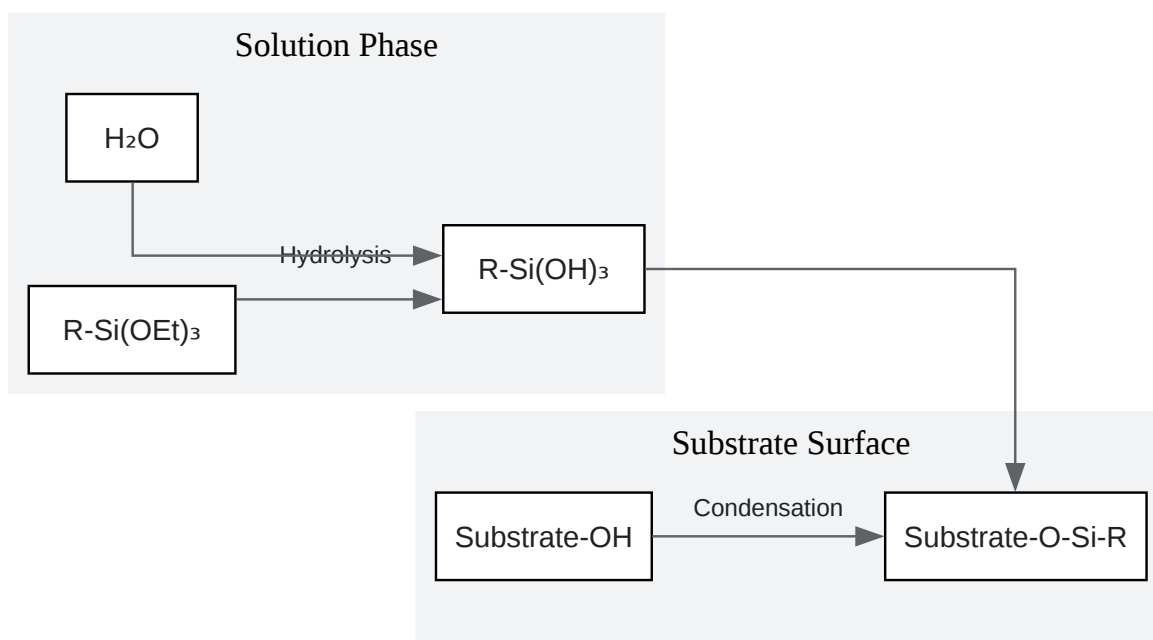 Solution Phase
H₂O
Hydrolysis
R-Si(OH)₃
R-Si(OEt)₃
Substrate Surface
Condensation
Substrate-OH
Substrate-O-Si-R